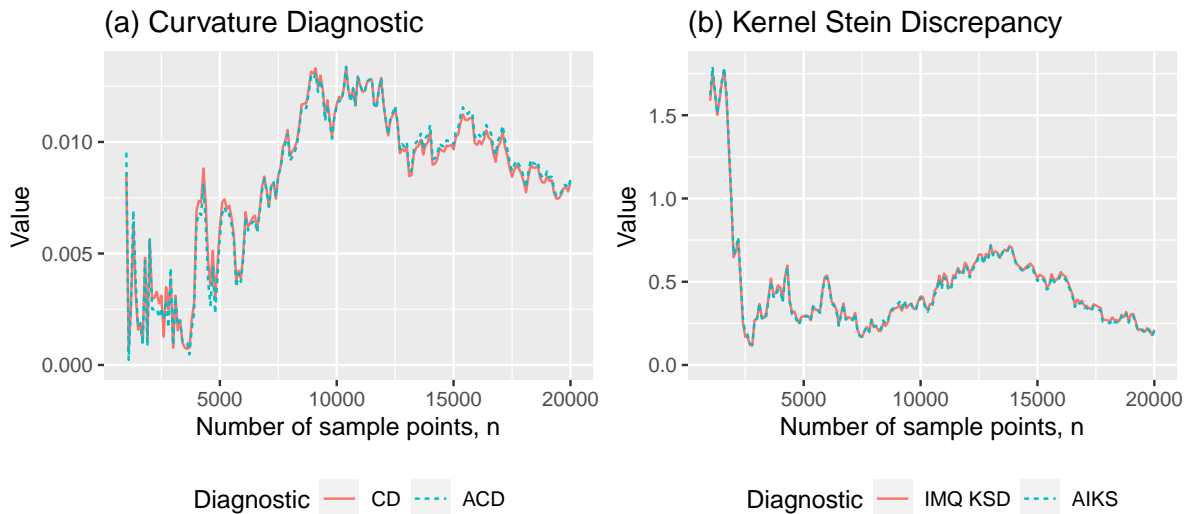 (a) Curvature Diagnostic
Value
0.010
0.005
0.000
5000 10000 15000 20000
Number of sample points, n
Diagnostic CD ACD
(b) Kernel Stein Discrepancy
Value
1.5
1.0
0.5
0.0
5000 10000 15000 20000
Number of sample points, n
Diagnostic IMQ KSD AIKS